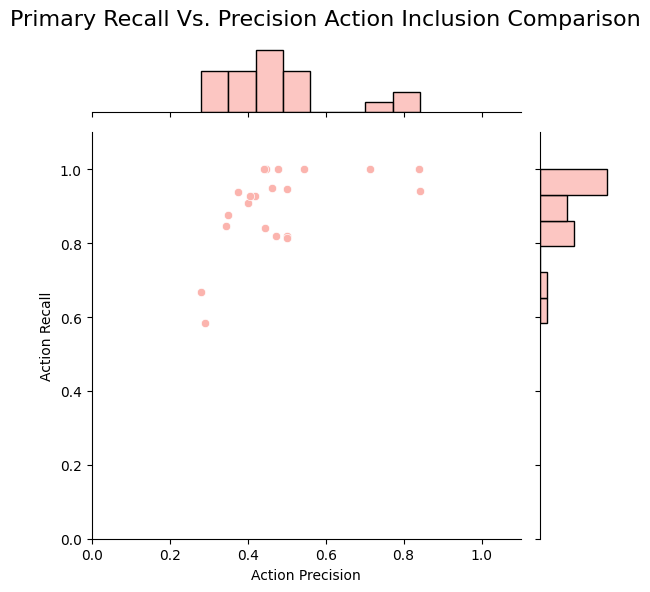 Primary Recall Vs. Precision Action Inclusion Comparison
1.0
0.8
0.6
0.4
0.2
0.0
Action Recall
0.0 0.2 0.4 0.6 0.8 1.0
Action Precision